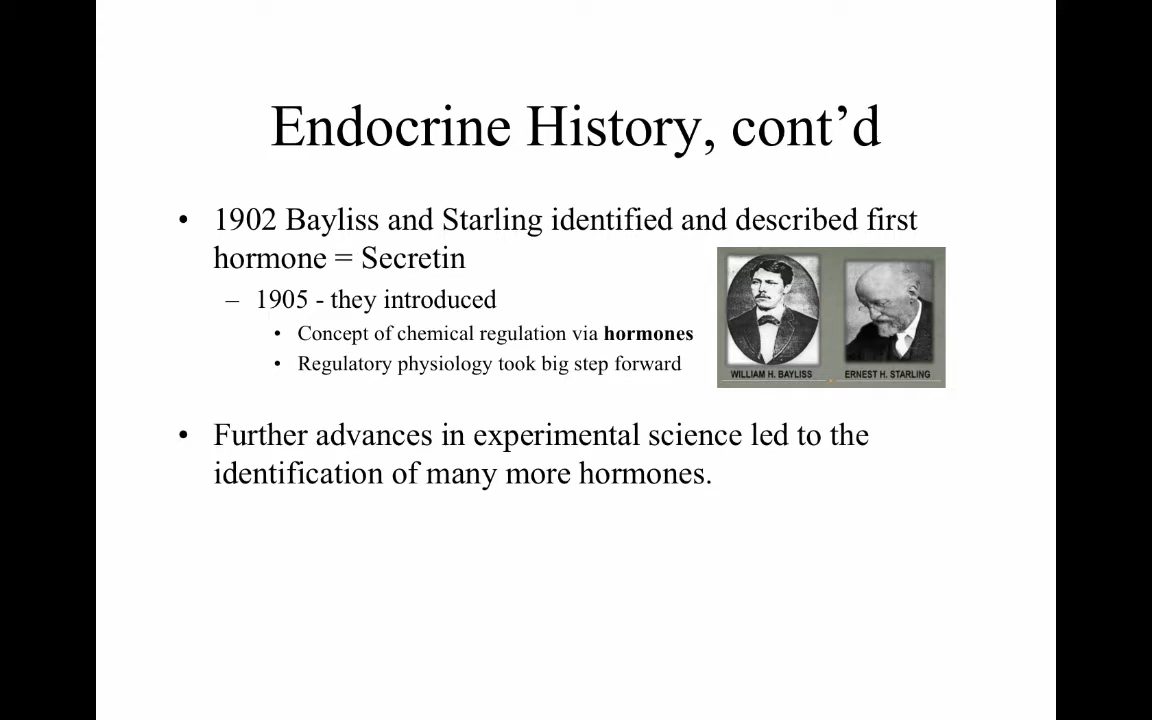 Endocrine History, cont’d
• 1902 Bayliss and Starling identified and described first
hormone = Secretin
– 1905 - they introduced
• Concept of chemical regulation via hormones
• Regulatory physiology took big step forward
WILLIAM H. BAYLISS
ERNEST H. STARLING
• Further advances in experimental science led to the
identification of many more hormones.